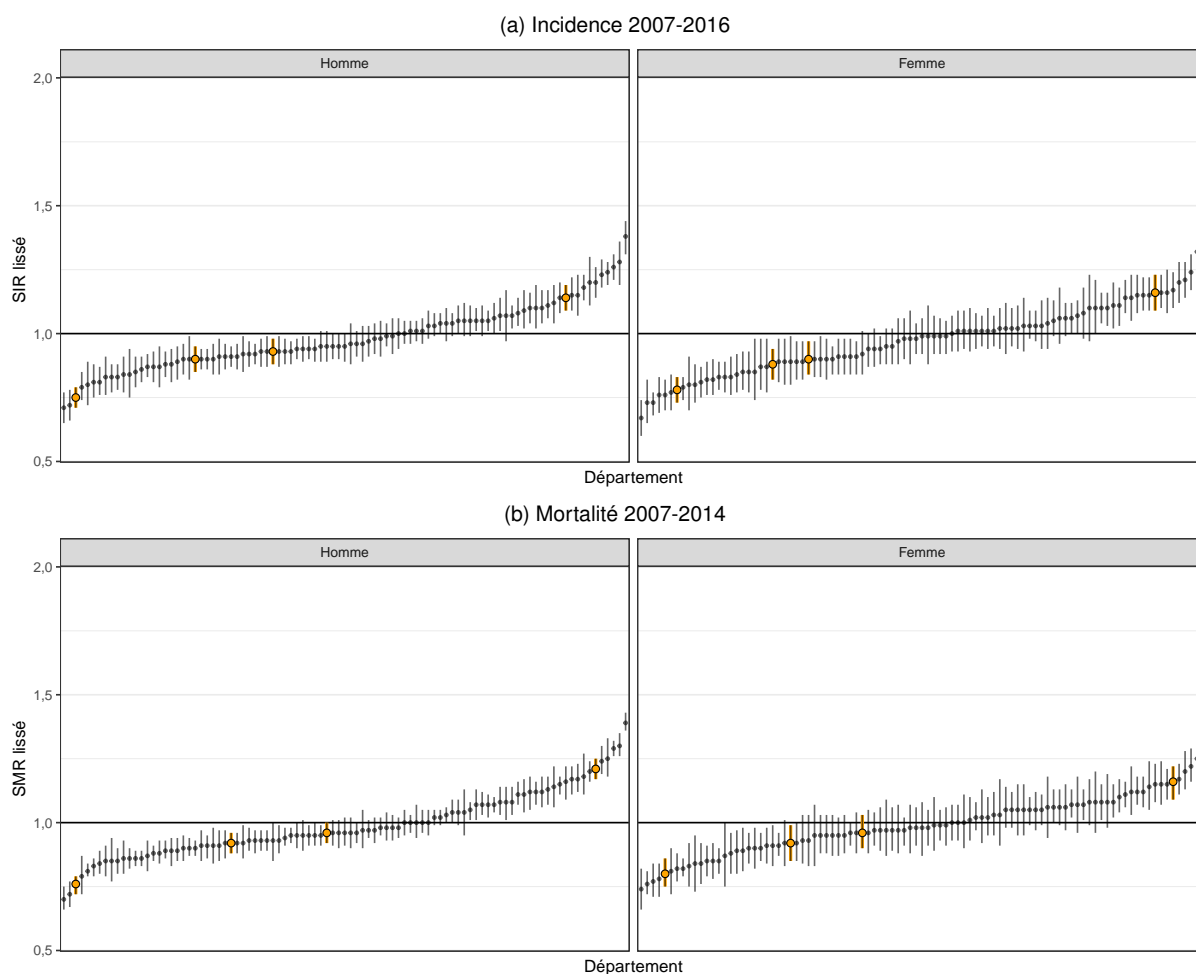 (a) Incidence 2007-2016
Homme
Femme
2,0
1,5
1,0
0,5
SIR lissé
Département
(b) Mortalité 2007-2014
Homme
Femme
2,0
1,5
1,0
0,5
SMR lissé
Département